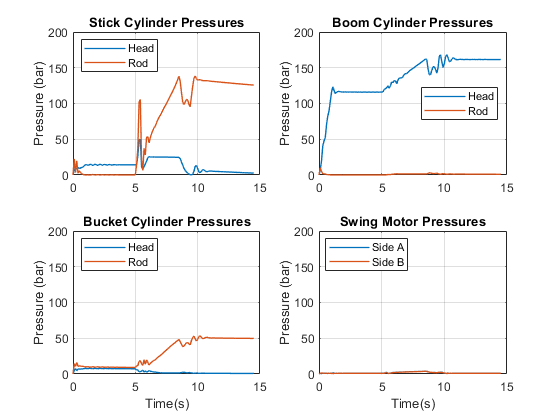 Stick Cylinder Pressures
Boom Cylinder Pressures
200
150
100
50
0
Pressure (bar)
Head
Rod
0 5 10 15
200
150
100
50
0
Pressure (bar)
Head
Rod
0 5 10 15
Bucket Cylinder Pressures
Swing Motor Pressures
200
150
100
50
0
Pressure (bar)
Head
Rod
0 5 10 15
Time(s)
200
150
100
50
0
Pressure (bar)
Side A
Side B
0 5 10 15
Time(s)